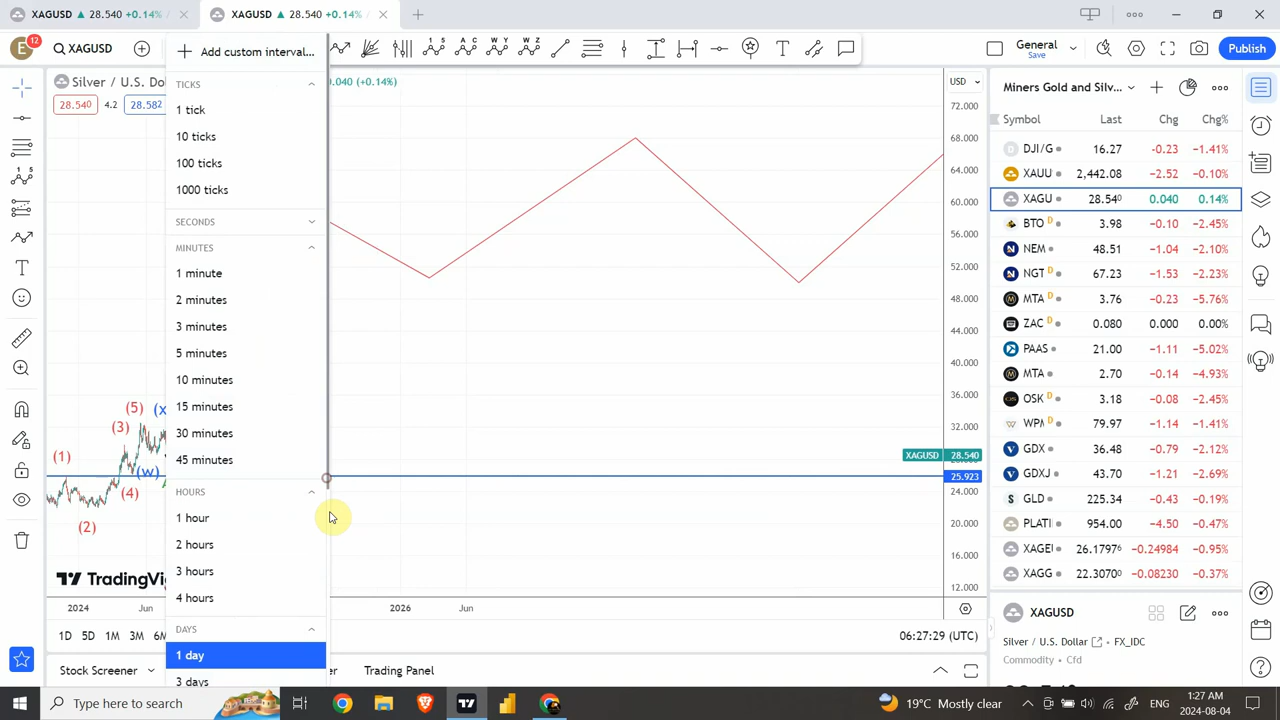 XAGUSD ▲ 28.540 +0.14%
XAGUSD ▲ 28.540 +0.14%
E
12
XAGUSD
Add custom interval...
General
Save
Publish
Silver / U.S. Dol
0.040 (+0.14%)
28.540
4.2
28.582
USD
TICKS
1 tick
10 ticks
100 ticks
1000 ticks
SECONDS
MINUTES
1 minute
2 minutes
3 minutes
5 minutes
10 minutes
15 minutes
30 minutes
45 minutes
HOURS
1 hour
2 hours
3 hours
4 hours
DAYS
1 day
3 days
(1)
(2)
(3)
(4)
(5)
(w)
(x
TradingVi
2024
Jun
2026
Jun
72.000
68.000
64.000
60.000
56.000
52.000
48.000
44.000
40.000
36.000
32.000
XAGUSD 28.540
25.923
24.000
20.000
16.000
12.000
1D 5D 1M 3M 6M
06:27:29 (UTC)
Stock Screener
Trading Panel
Miners Gold and Silv...
Symbol Last Chg Chg%
DJI/G 16.27 −0.23 −1.41%
XAUU 2,442.08 −2.52 −0.10%
XAGU 28.540 0.040 0.14%
BTO D 3.98 −0.10 −2.45%
NEM 48.51 −1.04 −2.10%
NGT D 67.23 −1.53 −2.23%
MTA D 3.76 −0.23 −5.76%
ZAC D 0.080 0.000 0.00%
PAAS 21.00 −1.11 −5.02%
MTA 2.70 −0.14 −4.93%
OSK D 3.18 −0.08 −2.45%
WPM 79.97 −1.14 −1.41%
GDX 36.48 −0.79 −2.12%
GDXJ 43.70 −1.21 −2.69%
GLD 225.34 −0.43 −0.19%
PLATI 954.00 −4.50 −0.47%
XAGEU 26.17976 −0.24984 −0.95%
XAGG 22.30700 −0.08230 −0.37%
XAGUSD
Silver / U.S. Dollar FX_IDC
Commodity Cfd
Type here to search
19°C Mostly clear
1:27 AM
2024-08-04